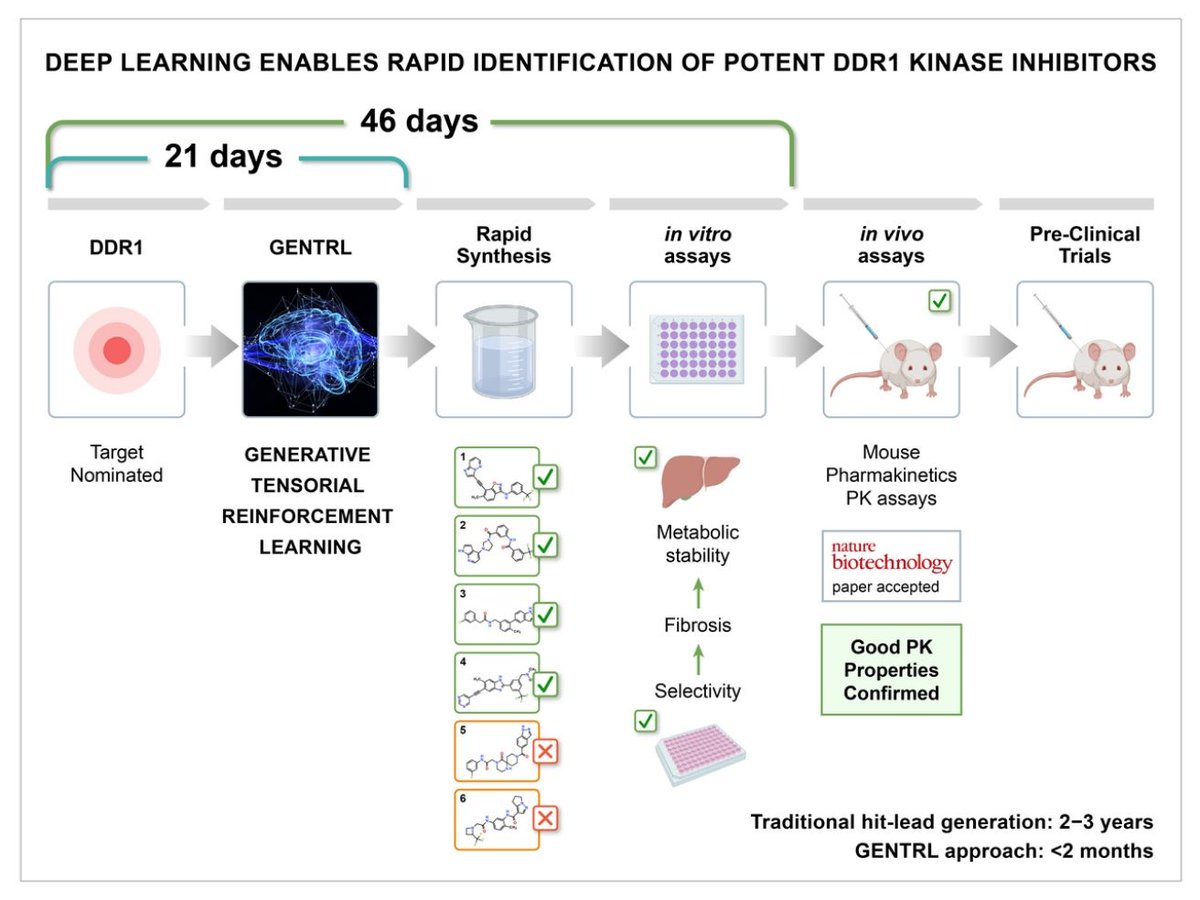 DEEP LEARNING ENABLES RAPID IDENTIFICATION OF POTENT DDR1 KINASE INHIBITORS
46 days
21 days
DDR1
GENTRL
Rapid
Synthesis
in vitro
assays
in vivo
assays
Pre-Clinical
Trials
Target
Nominated
GENERATIVE
TENSORIAL
REINFORCEMENT
LEARNING
1
2
3
4
5
6
Metabolic
stability
Fibrosis
Selectivity
Mouse
Pharmakinetics
PK assays
nature
biotechnology
paper accepted
Good PK
Properties
Confirmed
Traditional hit-lead generation: 2−3 years
GENTRL approach: <2 months